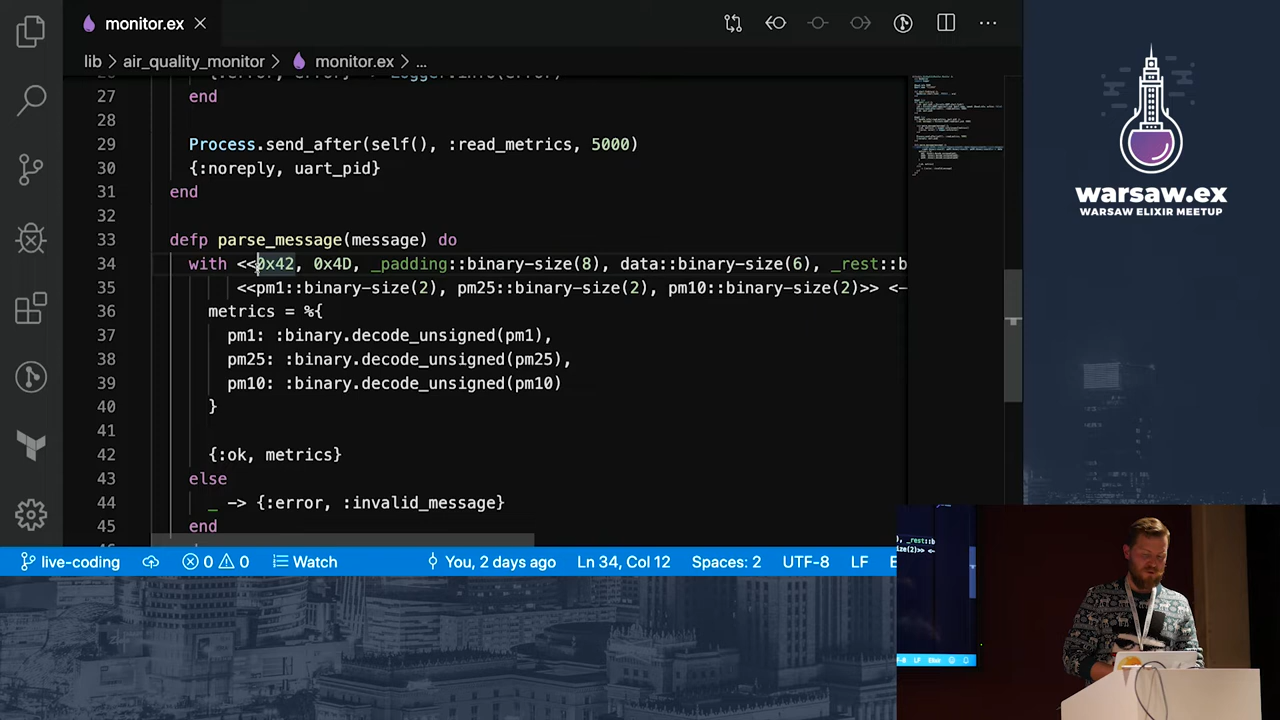 monitor.ex
lib > air_quality_monitor > monitor.ex > ...
27 end
28
29 Process.send_after(self(), :read_metrics, 5000)
30 {:noreply, uart_pid}
31 end
32
33 defp parse_message(message) do
34 with <<0x42, 0x4D, _padding::binary-size(8), data::binary-size(6), _rest::b
35 <<pm1::binary-size(2), pm25::binary-size(2), pm10::binary-size(2)>> <-
36 metrics = %{
37 pm1: :binary.decode_unsigned(pm1),
38 pm25: :binary.decode_unsigned(pm25),
39 pm10: :binary.decode_unsigned(pm10)
40 }
41
42 {:ok, metrics}
43 else
44 _ -> {:error, :invalid_message}
45 end
live-coding 0 0 Watch You, 2 days ago Ln 34, Col 12 Spaces: 2 UTF-8 LF E
warsaw.ex
WARSAW ELIXIR MEETUP
), _rest::b
size(2)>> <-
LF Elixir